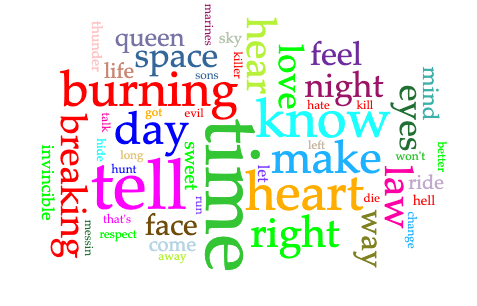 marines
thunder
queen
sky
hear
space
killer
love
feel
life
sons
night
mind
burning
hate
kill
eyes
got
evil
know
talk
day
time
breaking
hide
long
sweet
left
won't
better
invincible
hunt
tell
let
make
law
ride
run
heart
die
hell
that's
face
way
change
messin
respect
come
right
away